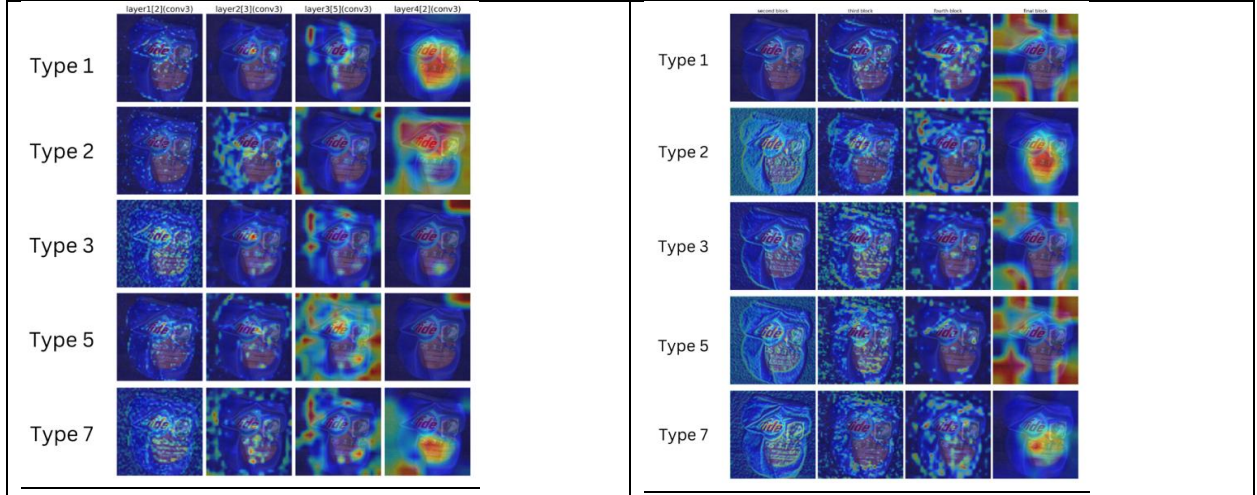 layer1[2](conv3) layer2[3](conv3) layer3[5](conv3) layer4[2](conv3)
Type 1
Type 2
Type 3
Type 5
Type 7
second block third block fourth block final block
Type 1
Type 2
Type 3
Type 5
Type 7